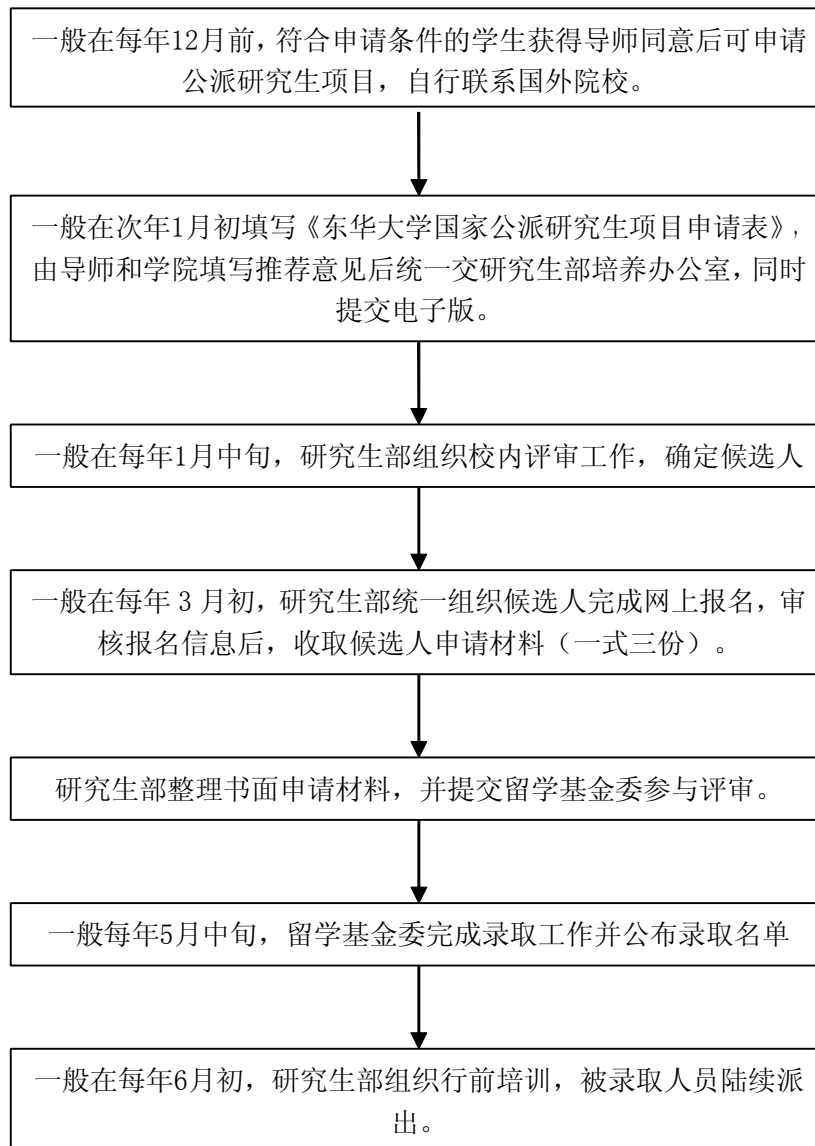 一般在每年12月前，符合申请条件的学生获得导师同意后可申请
公派研究生项目，自行联系国外院校。
一般在次年1月初填写《东华大学国家公派研究生项目申请表》，
由导师和学院填写推荐意见后统一交研究生部培养办公室，同时
提交电子版。
一般在每年1月中旬，研究生部组织校内评审工作，确定候选人
一般在每年 3 月初，研究生部统一组织候选人完成网上报名，审
核报名信息后，收取候选人申请材料（一式三份）。
研究生部整理书面申请材料，并提交留学基金委参与评审。
一般每年5月中旬，留学基金委完成录取工作并公布录取名单
一般在每年6月初，研究生部组织行前培训，被录取人员陆续派
出。